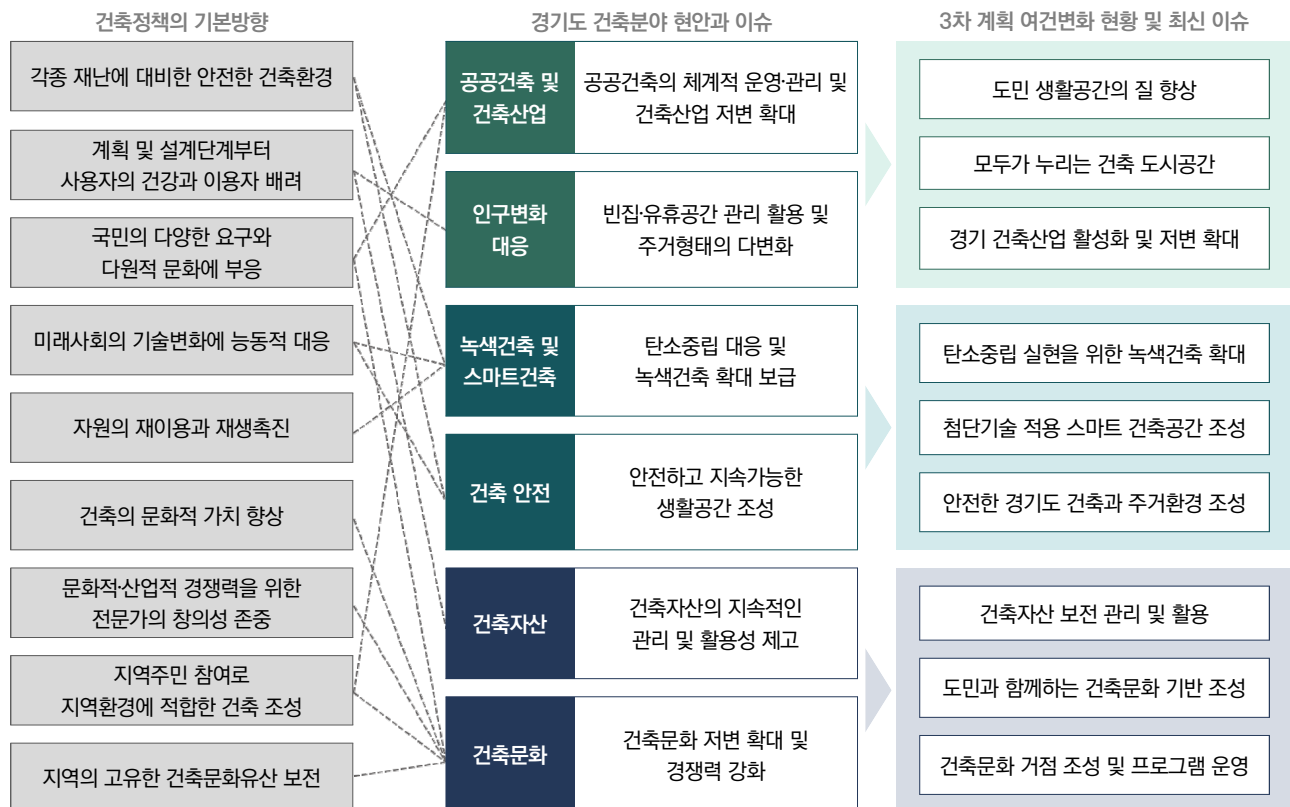 건축정책의 기본방향
각종 재난에 대비한 안전한 건축환경
계획 및 설계단계부터
사용자의 건강과 이용자 배려
국민의 다양한 요구와
다원적 문화에 부응
미래사회의 기술변화에 능동적 대응
자원의 재이용과 재생촉진
건축의 문화적 가치 향상
문화적·산업적 경쟁력을 위한
전문가의 창의성 존중
지역주민 참여로
지역환경에 적합한 건축 조성
지역의 고유한 건축문화유산 보전
경기도 건축분야 현안과 이슈
공공건축 및
건축산업
공공건축의 체계적 운영·관리 및
건축산업 저변 확대
인구변화
대응
빈집·유휴공간 관리 활용 및
주거형태의 다변화
녹색건축 및
스마트건축
탄소중립 대응 및
녹색건축 확대 보급
건축 안전
안전하고 지속가능한
생활공간 조성
건축자산
건축자산의 지속적인
관리 및 활용성 제고
건축문화
건축문화 저변 확대 및
경쟁력 강화
3차 계획 여건변화 현황 및 최신 이슈
도민 생활공간의 질 향상
모두가 누리는 건축 도시공간
경기 건축산업 활성화 및 저변 확대
탄소중립 실현을 위한 녹색건축 확대
첨단기술 적용 스마트 건축공간 조성
안전한 경기도 건축과 주거환경 조성
건축자산 보전 관리 및 활용
도민과 함께하는 건축문화 기반 조성
건축문화 거점 조성 및 프로그램 운영